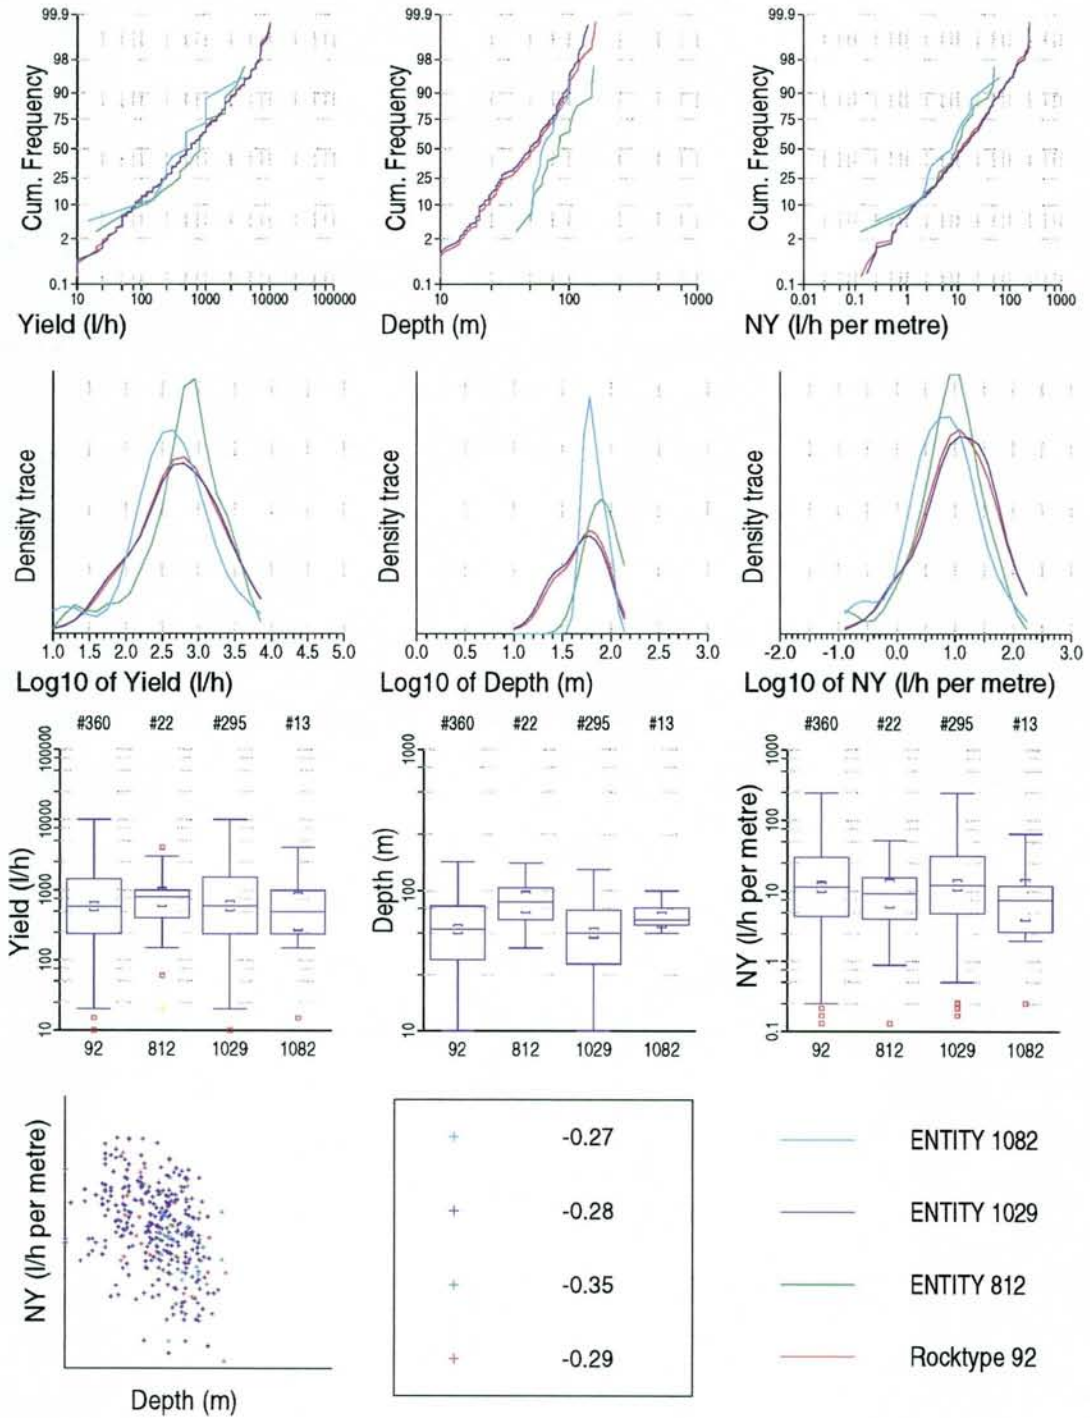 99.9
98
90
75
50
25
10
2
0.1
Cum. Frequency
10 100 1000 10000 100000
Yield (l/h)
99.9
98
90
75
50
25
10
2
0.1
Cum. Frequency
10 100 1000
Depth (m)
99.9
98
90
75
50
25
10
2
0.1
Cum. Frequency
0.01 0.1 1 10 100 1000
NY (l/h per metre)
Density trace
1.0 1.5 2.0 2.5 3.0 3.5 4.0 4.5 5.0
Log10 of Yield (l/h)
Density trace
0.0 0.5 1.0 1.5 2.0 2.5 3.0
Log10 of Depth (m)
Density trace
-2.0 -1.0 0.0 1.0 2.0 3.0
Log10 of NY (l/h per metre)
#360 #22 #295 #13
100000
10000
1000
100
10
Yield (l/h)
92 812 1029 1082
#360 #22 #295 #13
1000
100
10
Depth (m)
92 812 1029 1082
#360 #22 #295 #13
1000
100
10
1
0.1
NY (l/h per metre)
92 812 1029 1082
NY (l/h per metre)
Depth (m)
-0.27
-0.28
-0.35
-0.29
ENTITY 1082
ENTITY 1029
ENTITY 812
Rocktype 92